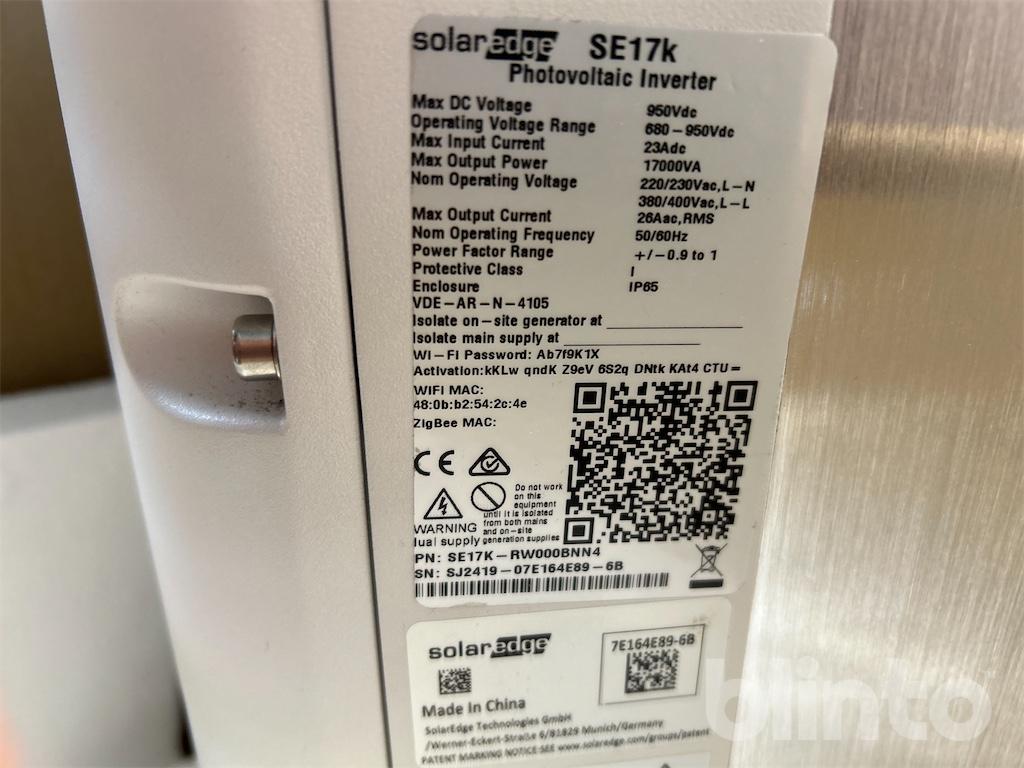 solaredge SE17k
Photovoltaic Inverter
Max DC Voltage 950Vdc
Operating Voltage Range 680-950Vdc
Max Input Current 23Adc
Max Output Power 17000VA
Nom Operating Voltage 220/230Vac,L-N
380/400Vac,L-L
Max Output Current 26Aac,RMS
Nom Operating Frequency 50/60Hz
Power Factor Range +/-0.9 to 1
Protective Class I
Enclosure IP65
VDE-AR-N-4105
Isolate on-site generator at
Isolate main supply at
WI-FI Password: Ab7f9K1X
Activation:kKLw qndK Z9eV 6S2q DNtk KAt4 CTU=
WIFI MAC:
48:0b:b2:54:2c:4e
ZigBee MAC:
CE
Do not work
on this
equipment
until it is isolated
from both mains
and on-site
generation supplies
WARNING
lual supply
PN: SE17K-RW000BNN4
SN: SJ2419-07E164E89-6B
solaredge
7E164E89-6B
Made In China
SolarEdge Technologies GmbH
/Werner-Eckert-Straße 6/81829 Munich/Germany
PATENT MARKING NOTICE-SEE www.solaredge.com/groups/patent
blinto